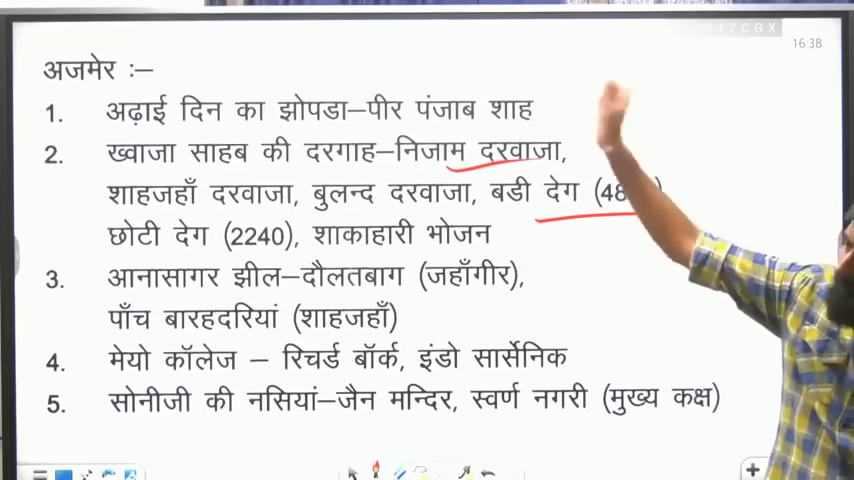 16:38
अजमेर :–
1. अढ़ाई दिन का झोपडा–पीर पंजाब शाह
2. ख्वाजा साहब की दरगाह–निजाम दरवाजा,
शाहजहाँ दरवाजा, बुलन्द दरवाजा, बडी देग (48
छोटी देग (2240), शाकाहारी भोजन
3. आनासागर झील–दौलतबाग (जहाँगीर),
पाँच बारहदरियां (शाहजहाँ)
4. मेयो कॉलेज – रिचर्ड बॉर्क, इंडो सार्सेनिक
5. सोनीजी की नसियां–जैन मन्दिर, स्वर्ण नगरी (मुख्य कक्ष)